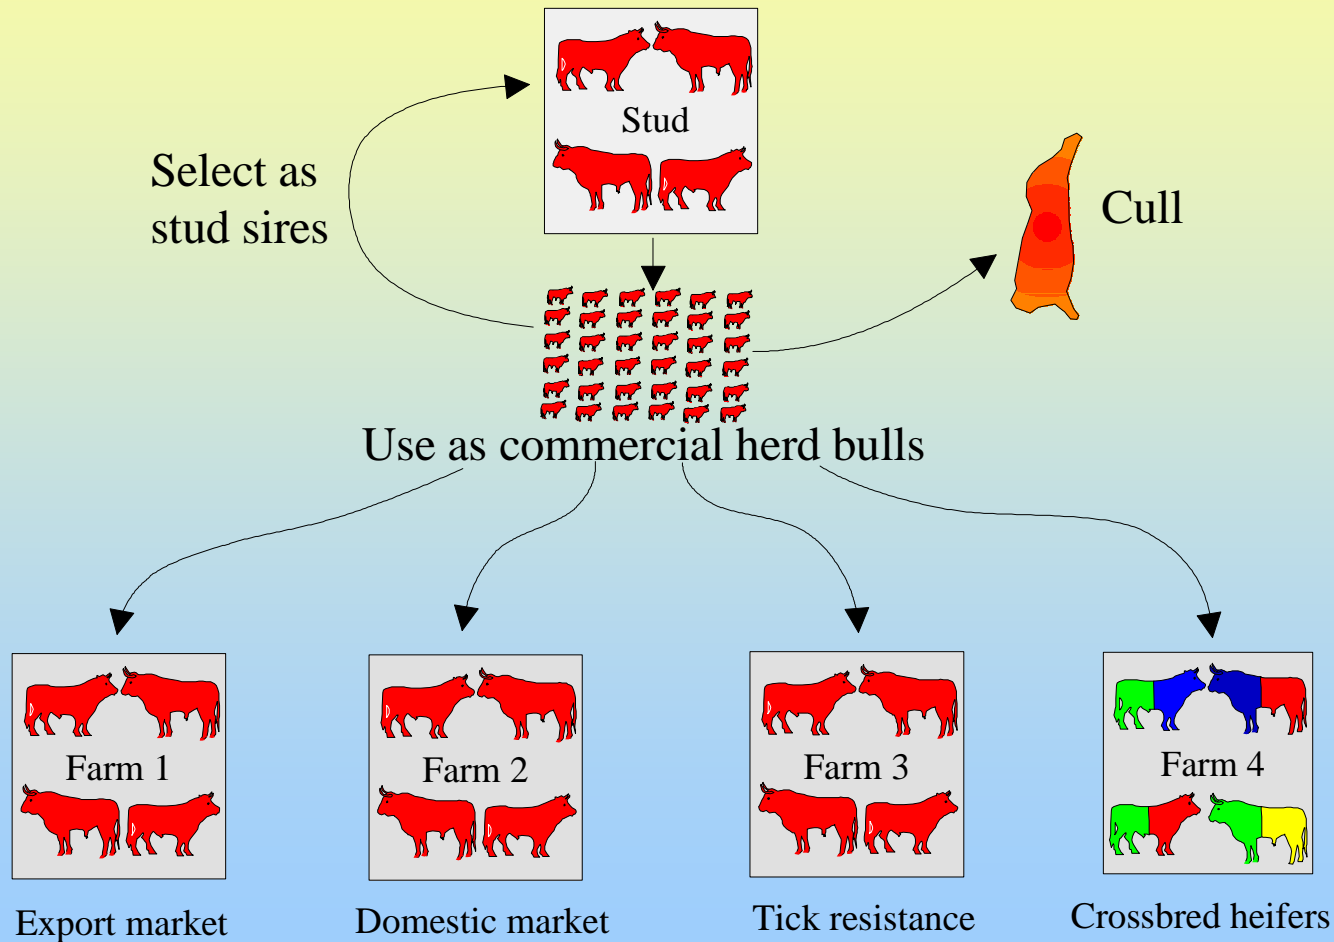 Stud
Select as
stud sires
Cull
Use as commercial herd bulls
Farm 1
Farm 2
Farm 3
Farm 4
Export market
Domestic market
Tick resistance
Crossbred heifers